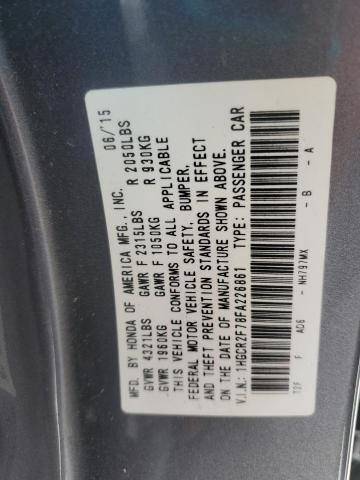 MFD. BY HONDA OF AMERICA MFG., INC. 06/'15
GVWR 4321LBS GAWR F 2315LBS R 2050LBS
GVWR 1960KG GAWR F 1050KG R 930KG
THIS VEHICLE CONFORMS TO ALL APPLICABLE
FEDERAL MOTOR VEHICLE SAFETY, BUMPER,
AND THEFT PREVENTION STANDARDS IN EFFECT
ON THE DATE OF MANUFACTURE SHOWN ABOVE.
V.I.N.: 1HGCR2F78FA226861 TYPE: PASSENGER CAR
T2F F AD6 - NH797MX - B - A